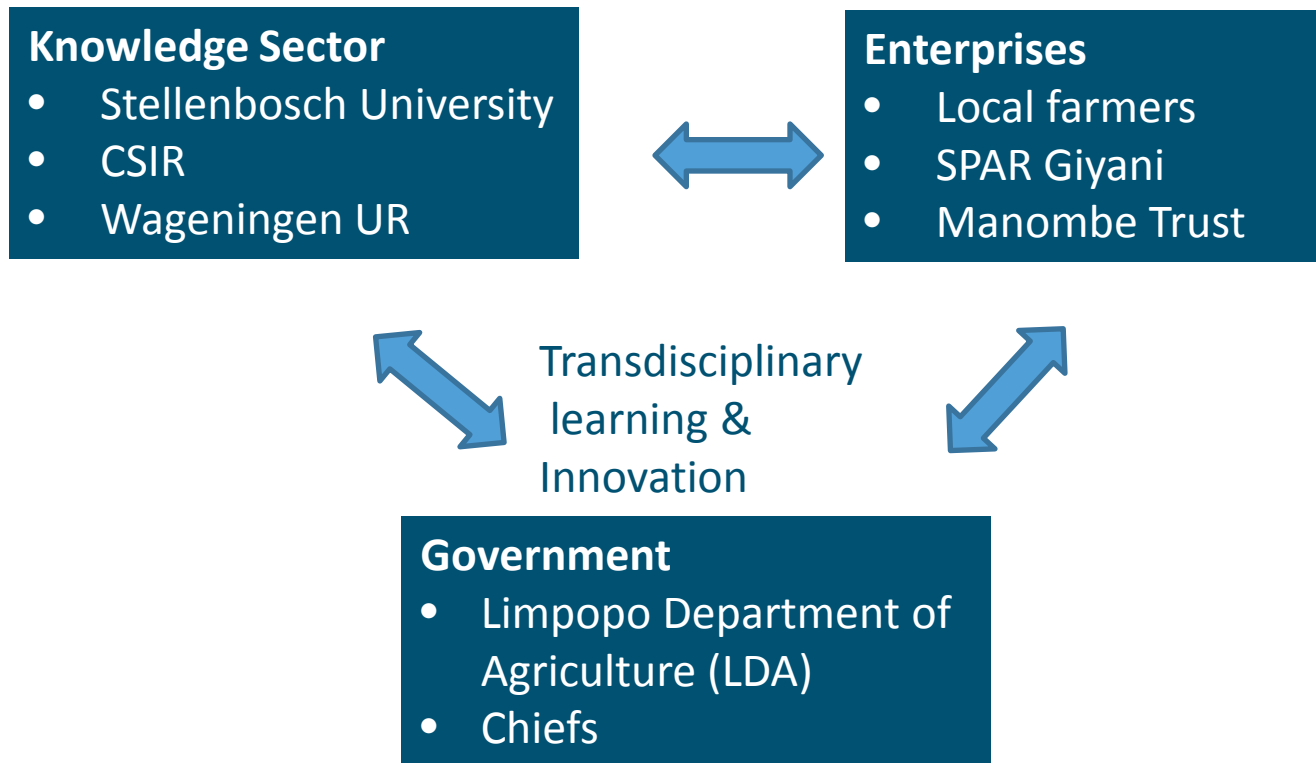 Knowledge Sector
• Stellenbosch University
• CSIR
• Wageningen UR
Enterprises
• Local farmers
• SPAR Giyani
• Manombe Trust
Transdisciplinary
learning &
Innovation
Government
• Limpopo Department of
Agriculture (LDA)
• Chiefs